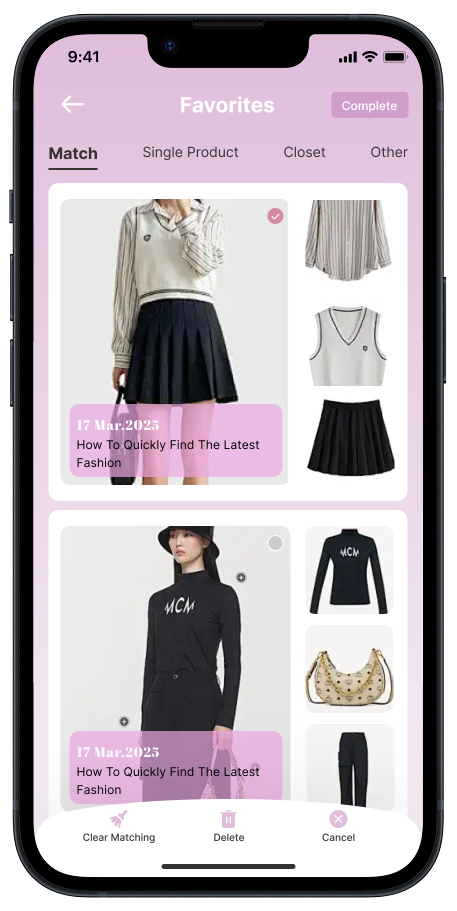 9:41
Favorites
Complete
Match
Single Product
Closet
Other
17 Mar.2025
How To Quickly Find The Latest
Fashion
MCM
MCM
17 Mar.2025
How To Quickly Find The Latest
Fashion
Clear Matching
Delete
Cancel